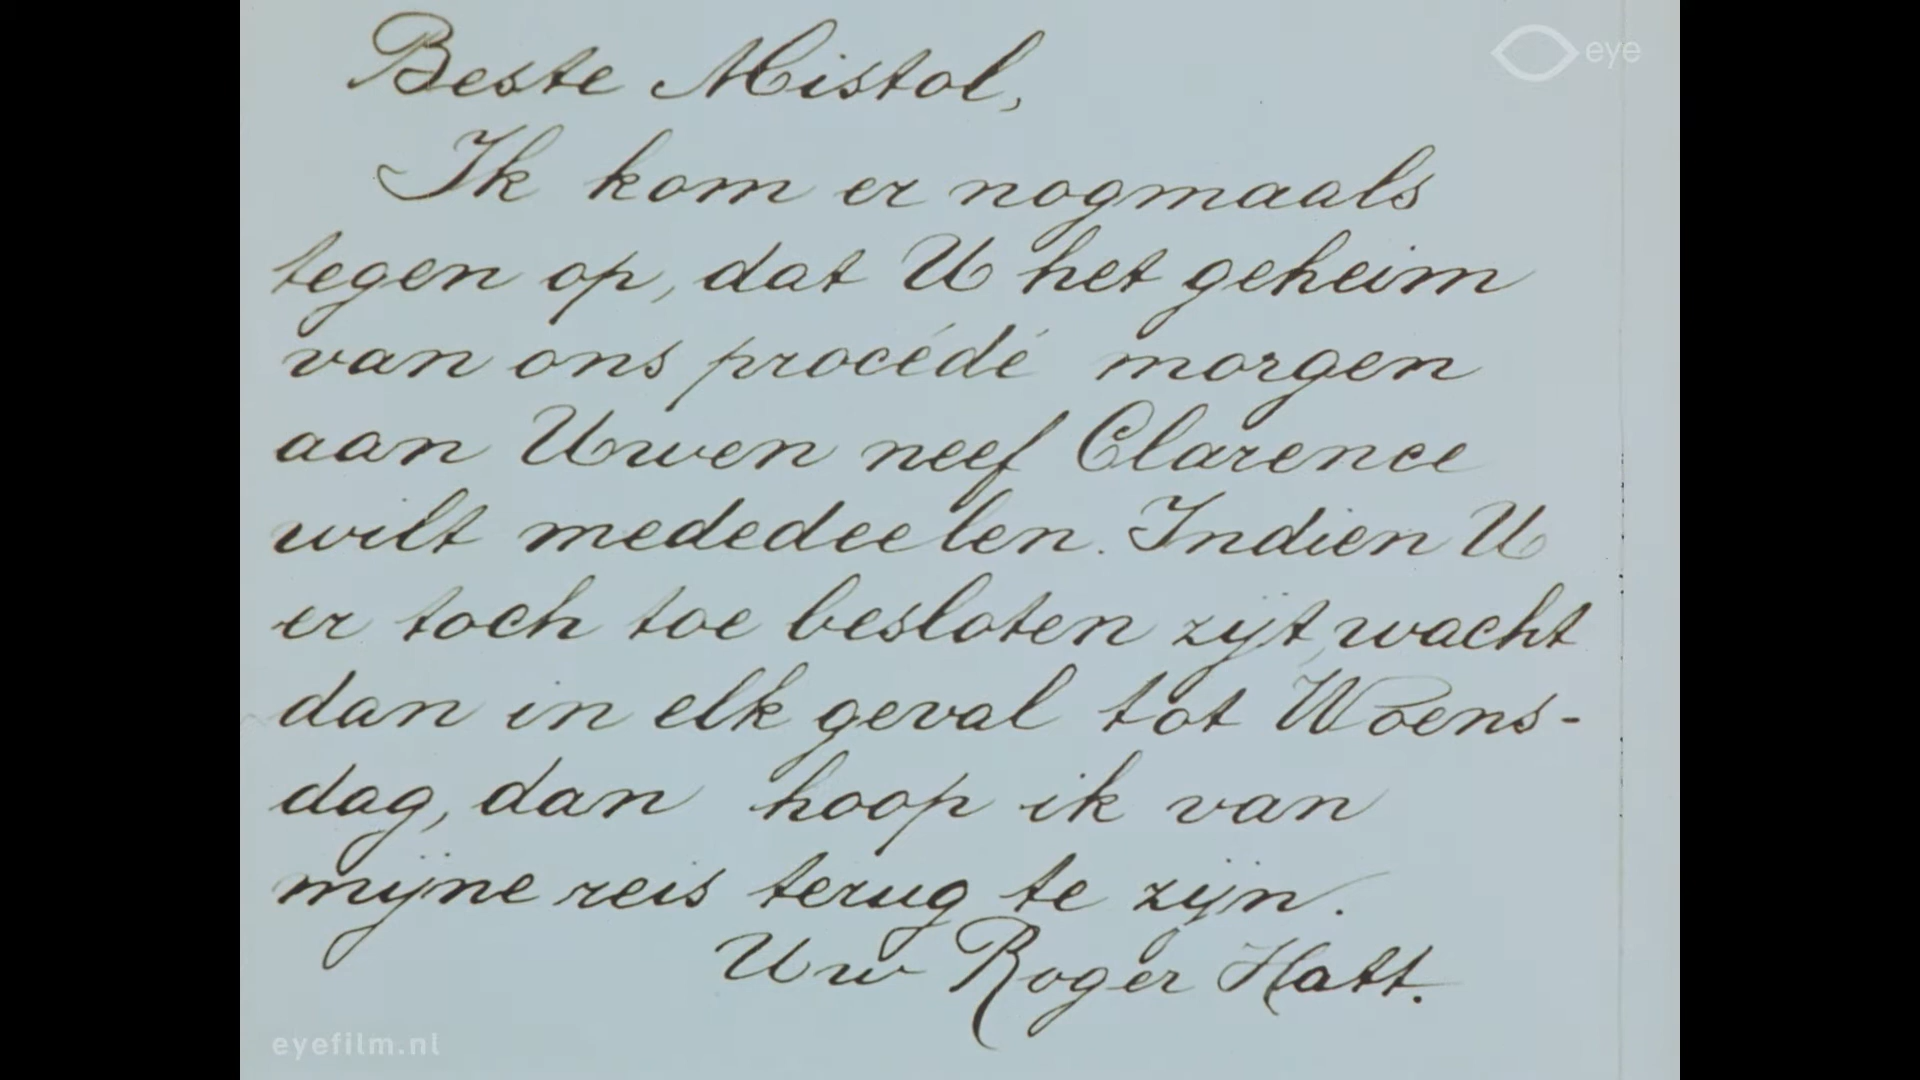 eye
Beste Mistol,
Ik kom er nogmaals
tegen op, dat U het geheim
van ons procédé morgen
aan Uwen neef Clarence
wilt mededeelen. Indien U
er toch toe besloten zijt, wacht
dan in elk geval tot Woens-
dag, dan hoop ik van
mijne reis terug te zijn.
Uw Roger Hatt.
eyefilm.nl